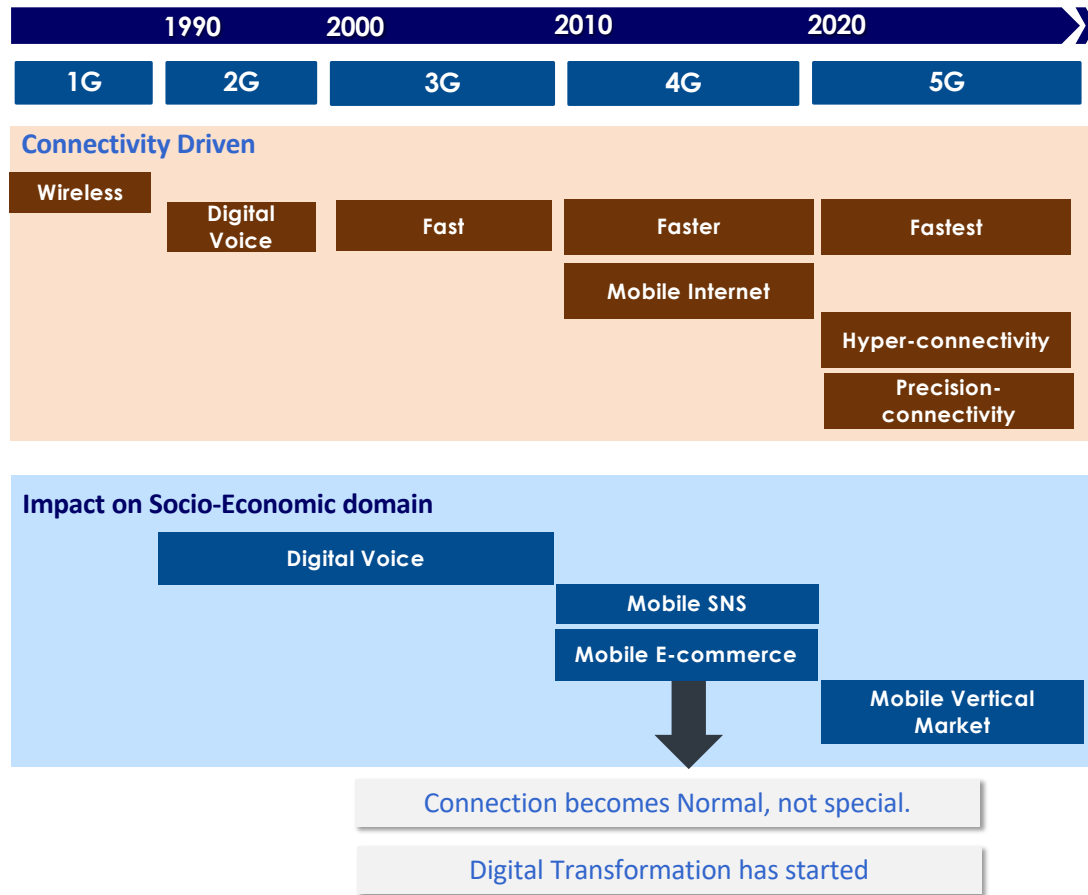 1990 2000 2010 2020
1G 2G 3G 4G 5G
Connectivity Driven
Wireless
Digital
Voice
Fast
Faster
Fastest
Mobile Internet
Hyper-connectivity
Precision-
connectivity
Impact on Socio-Economic domain
Digital Voice
Mobile SNS
Mobile E-commerce
Mobile Vertical
Market
Connection becomes Normal, not special.
Digital Transformation has started